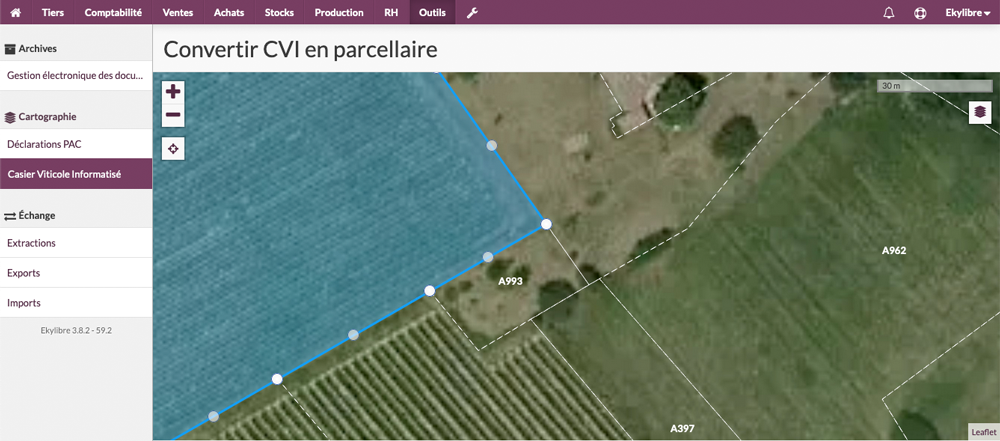 Tiers Comptabilité Ventes Achats Stocks Production RH Outils Ekylibre
Archives
Gestion électronique des docu...
Cartographie
Déclarations PAC
Casier Viticole Informatisé
Échange
Extractions
Exports
Imports
Ekylibre 3.8.2 - 59.2
Convertir CVI en parcellaire
30 m
A962
A993
A397
Leaflet